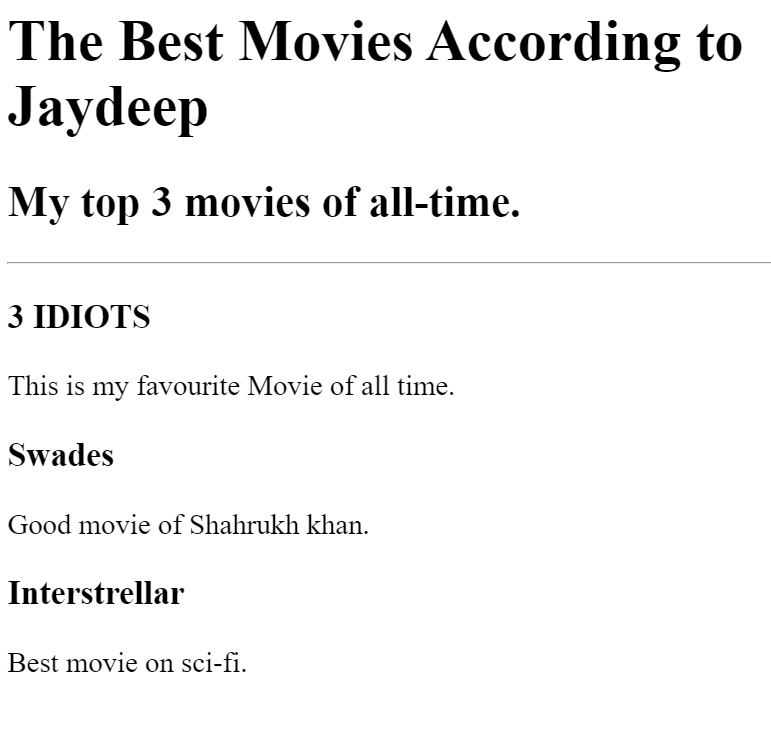 The Best Movies According to
Jaydeep
My top 3 movies of all-time.
3 IDIOTS
This is my favourite Movie of all time.
Swades
Good movie of Shahrukh khan.
Interstrellar
Best movie on sci-fi.